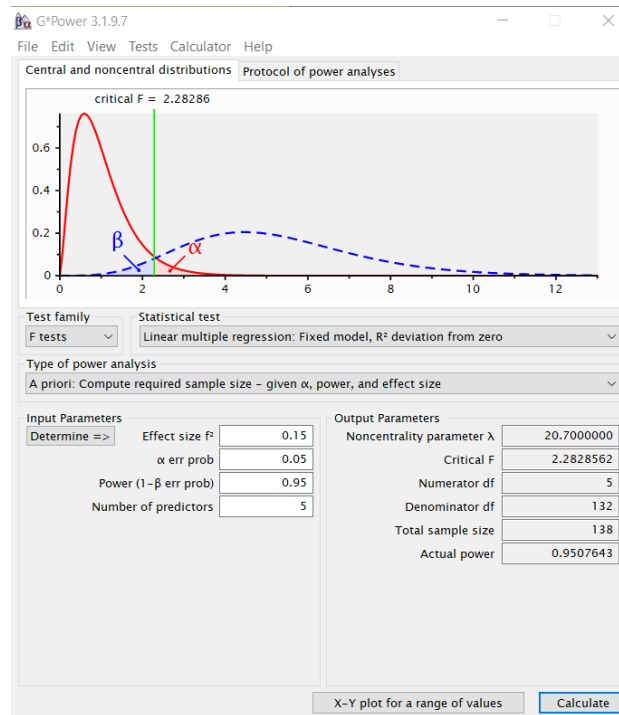 G*Power 3.1.9.7
File Edit View Tests Calculator Help
Central and noncentral distributions Protocol of power analyses
critical F = 2.28286
0.6
0.4
0.2
0
β
α
0 2 4 6 8 10 12
Test family Statistical test
F tests Linear multiple regression: Fixed model, R² deviation from zero
Type of power analysis
A priori: Compute required sample size – given α, power, and effect size
Input Parameters
Determine => Effect size f² 0.15
α err prob 0.05
Power (1-β err prob) 0.95
Number of predictors 5
Output Parameters
Noncentrality parameter λ 20.7000000
Critical F 2.2828562
Numerator df 5
Denominator df 132
Total sample size 138
Actual power 0.9507643
X-Y plot for a range of values Calculate